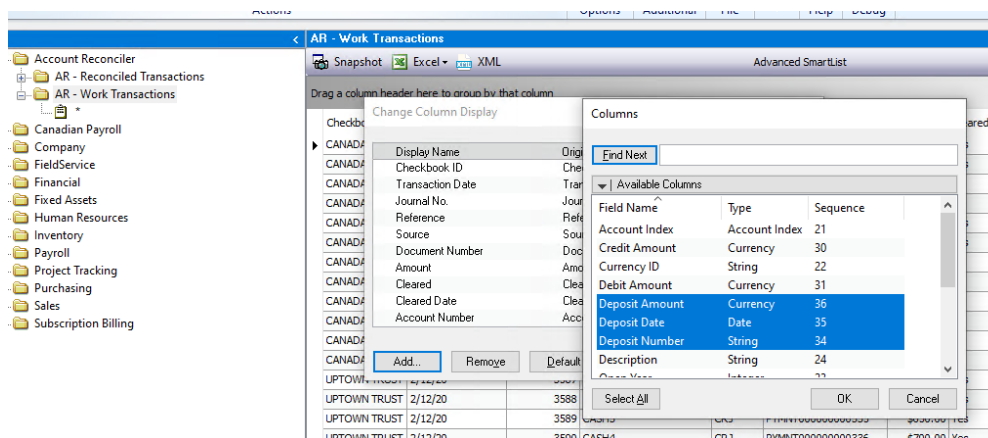 Actions Options Additional File Help Debug
< AR - Work Transactions
Account Reconciler
AR - Reconciled Transactions
AR - Work Transactions
*
Canadian Payroll
Company
FieldService
Financial
Fixed Assets
Human Resources
Inventory
Payroll
Project Tracking
Purchasing
Sales
Subscription Billing
Snapshot Excel XML Advanced SmartList
Drag a column header here to group by that column
Change Column Display
Display Name
Checkbook ID
Transaction Date
Journal No.
Reference
Source
Document Number
Amount
Cleared
Cleared Date
Account Number
Add... Remove Default
Columns
Find Next
Available Columns
Field Name Type Sequence
Account Index Account Index 21
Credit Amount Currency 30
Currency ID String 22
Debit Amount Currency 31
Deposit Amount Currency 36
Deposit Date Date 35
Deposit Number String 34
Description String 24
Select All OK Cancel
UPTOWN TRUST 2/12/20 3588
UPTOWN TRUST 2/12/20 3589
UPTOWN TRUST 2/12/20 3590